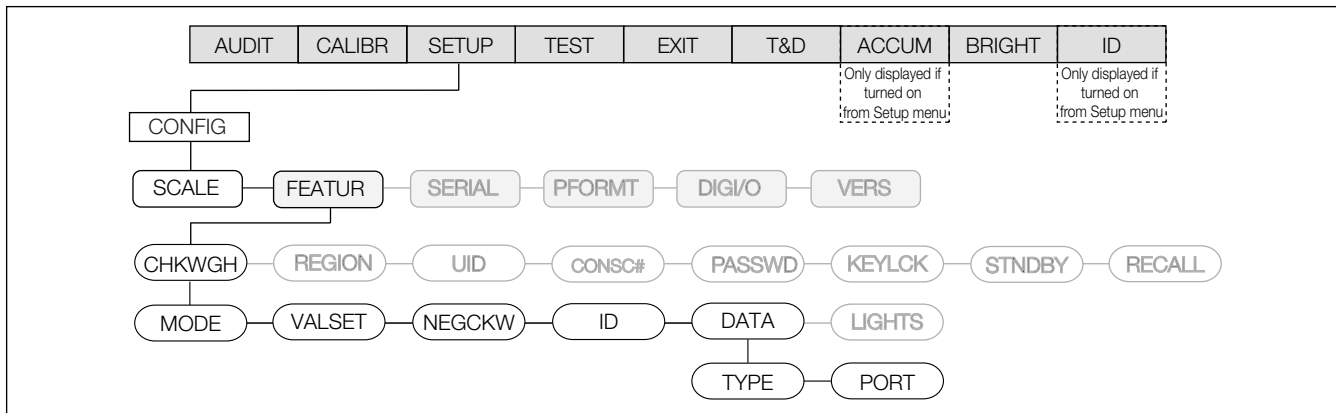 AUDIT CALIBR SETUP TEST EXIT T&D ACCUM BRIGHT ID
Only displayed if
turned on
from Setup menu
Only displayed if
turned on
from Setup menu
CONFIG
SCALE FEATUR SERIAL PFORMT DIGI/O VERS
CHKWGH REGION UID CONSC# PASSWD KEYLCK STNDBY RECALL
MODE VALSET NEGCKW ID DATA LIGHTS
TYPE PORT